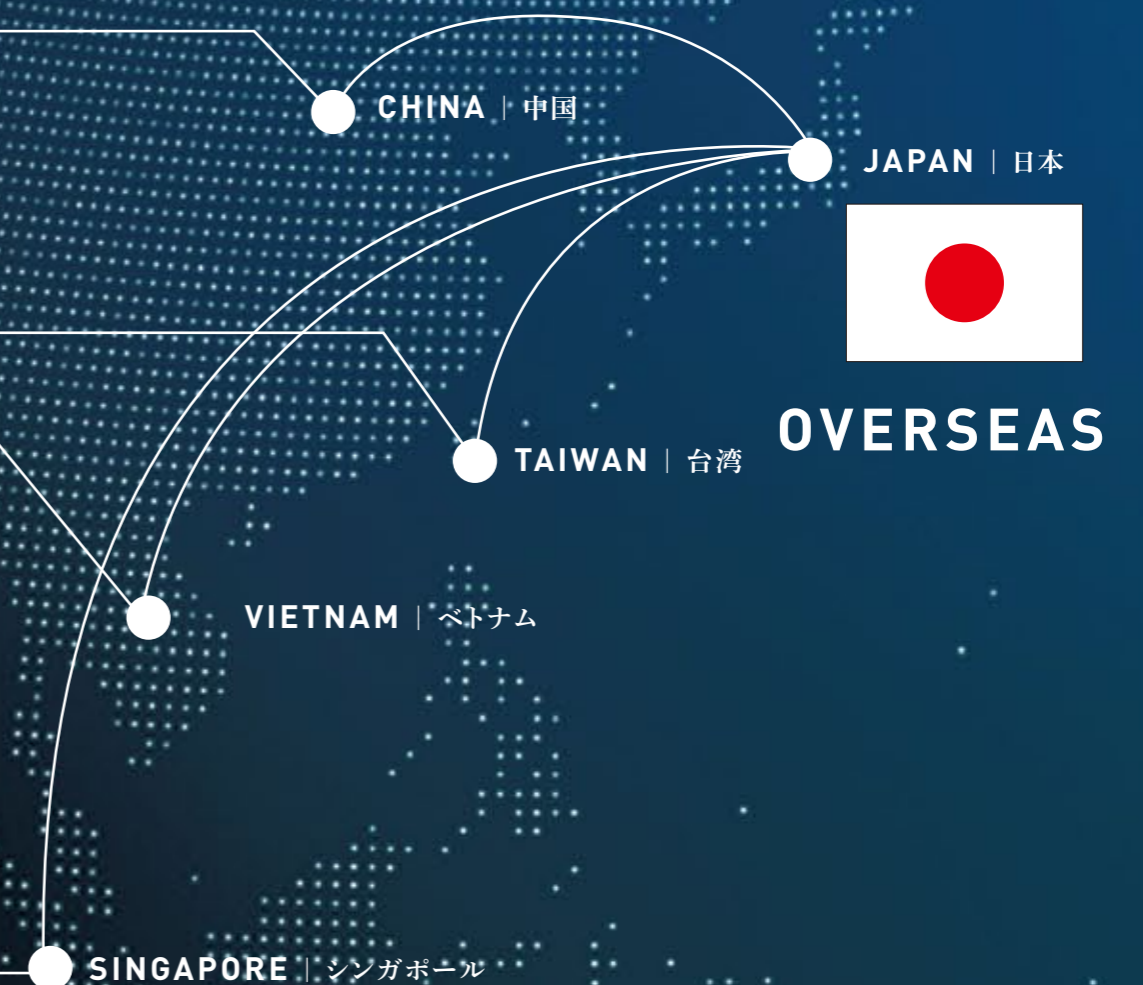 CHINA | 中国
JAPAN | 日本
OVERSEAS
TAIWAN | 台湾
VIETNAM | ベトナム
SINGAPORE | シンガポール